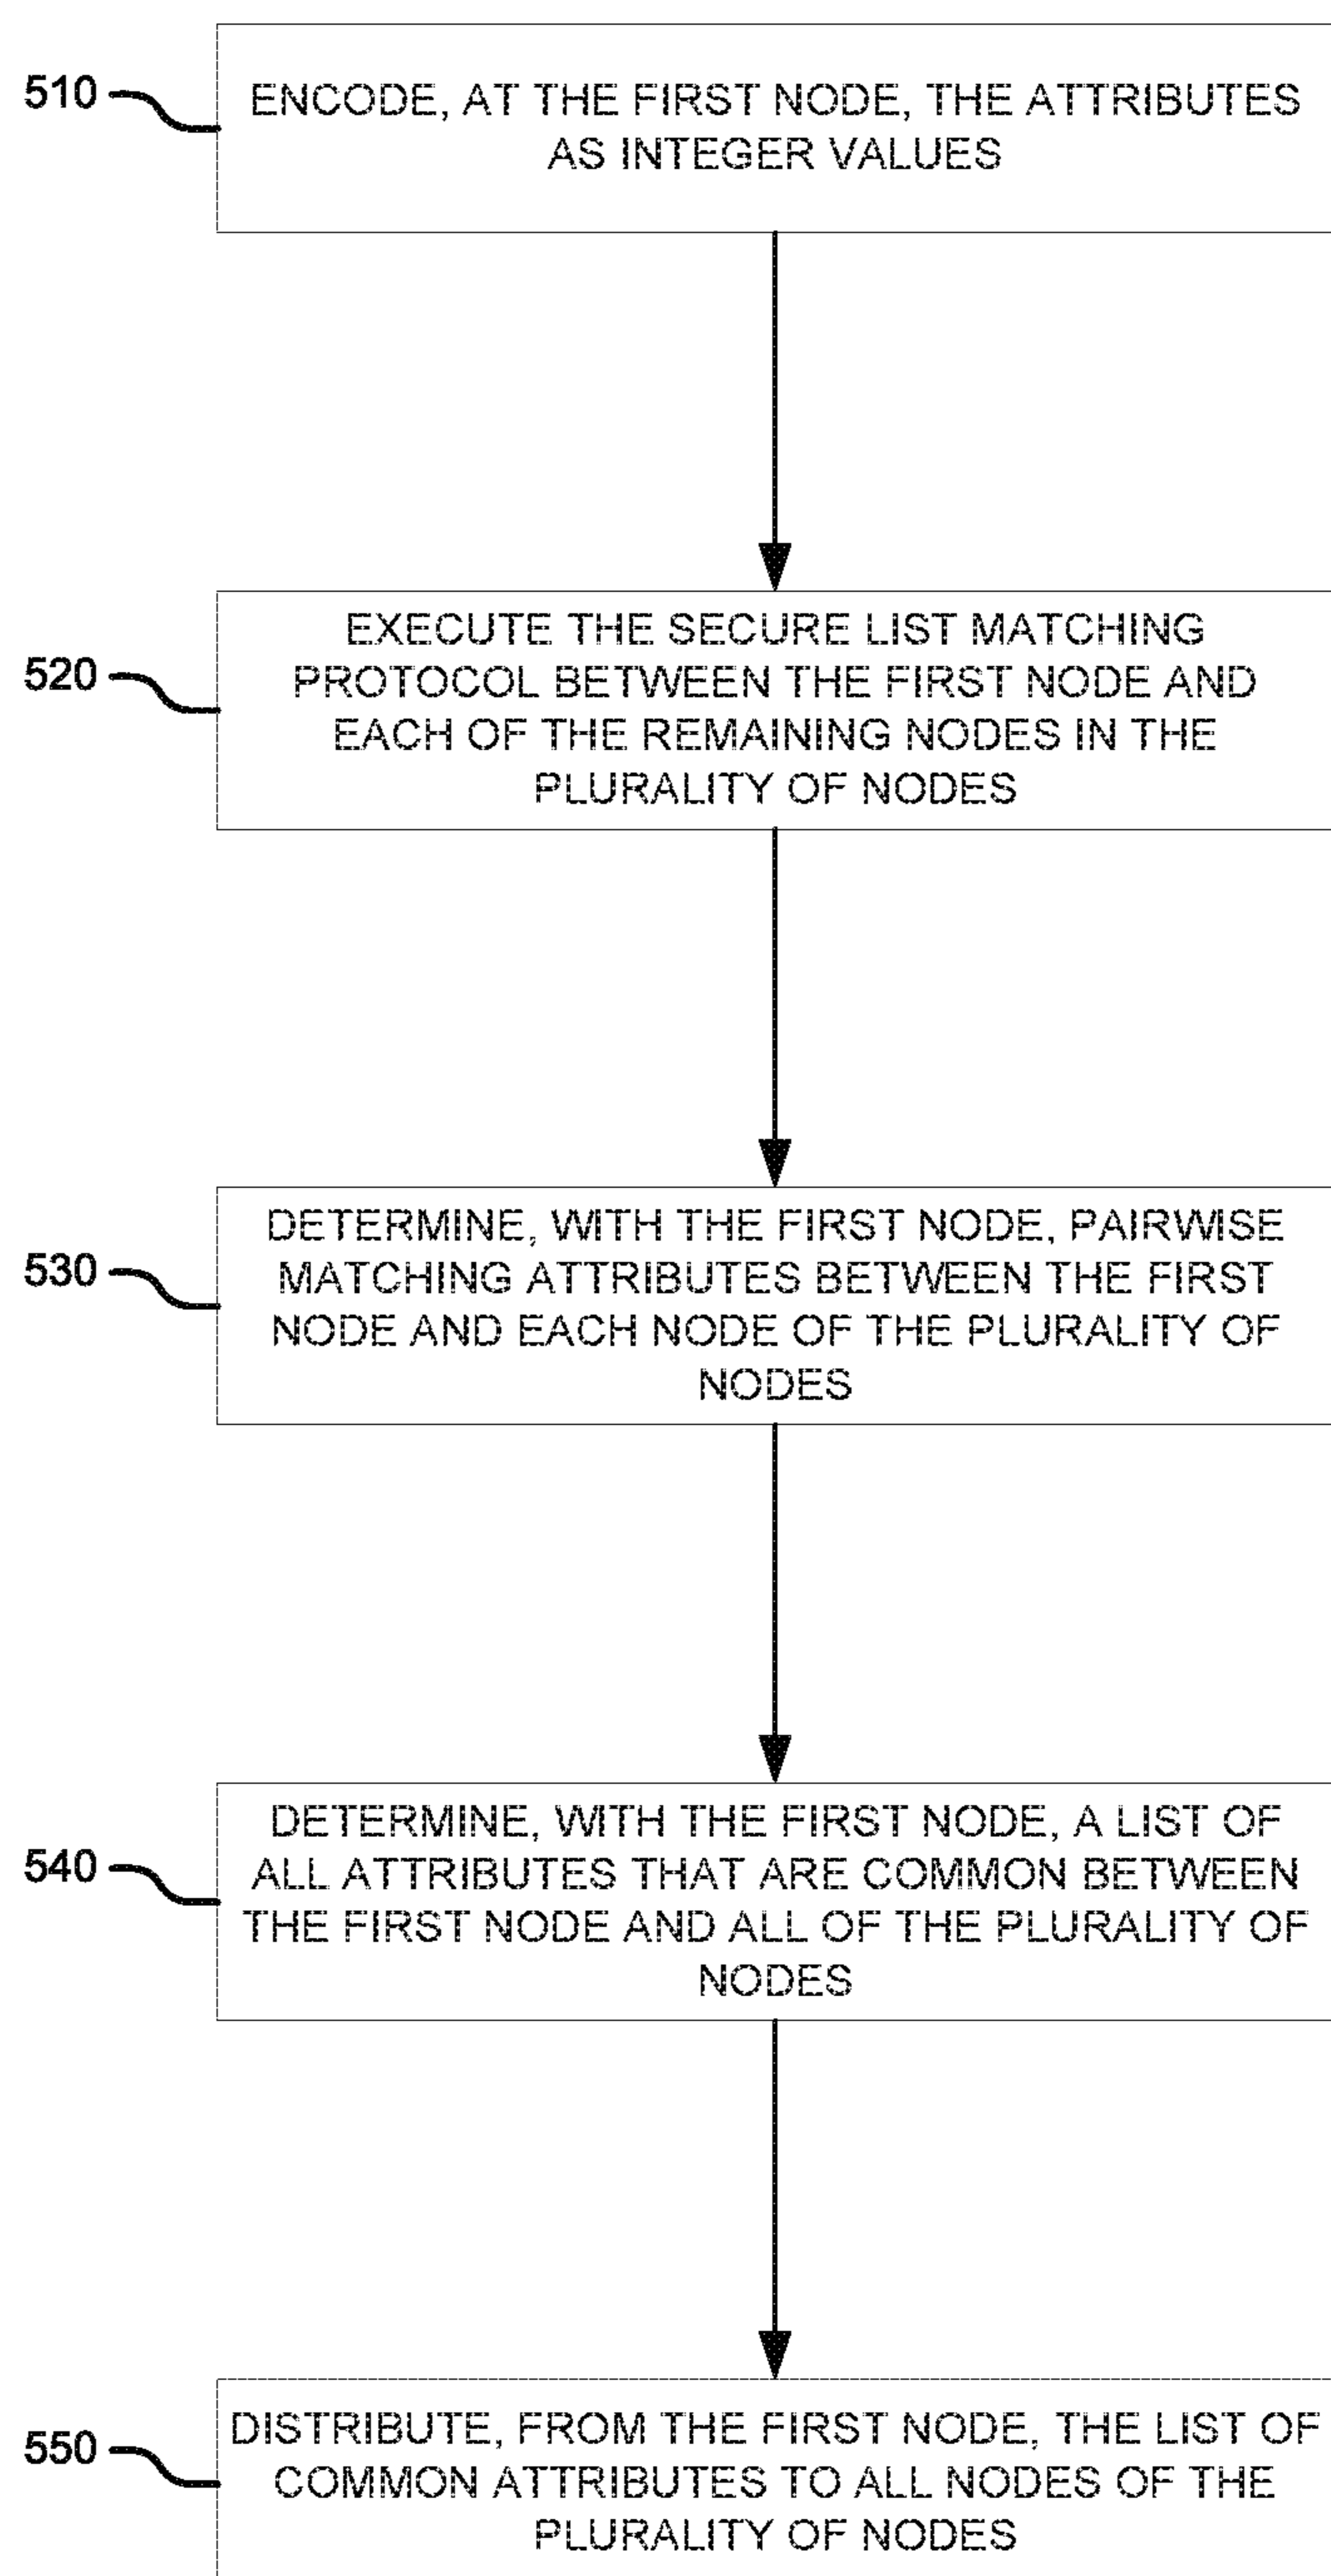 510
ENCODE, AT THE FIRST NODE, THE ATTRIBUTES
AS INTEGER VALUES
520
EXECUTE THE SECURE LIST MATCHING
PROTOCOL BETWEEN THE FIRST NODE AND
EACH OF THE REMAINING NODES IN THE
PLURALITY OF NODES
530
DETERMINE, WITH THE FIRST NODE, PAIRWISE
MATCHING ATTRIBUTES BETWEEN THE FIRST
NODE AND EACH NODE OF THE PLURALITY OF
NODES
540
DETERMINE, WITH THE FIRST NODE, A LIST OF
ALL ATTRIBUTES THAT ARE COMMON BETWEEN
THE FIRST NODE AND ALL OF THE PLURALITY OF
NODES
550
DISTRIBUTE, FROM THE FIRST NODE, THE LIST OF
COMMON ATTRIBUTES TO ALL NODES OF THE
PLURALITY OF NODES